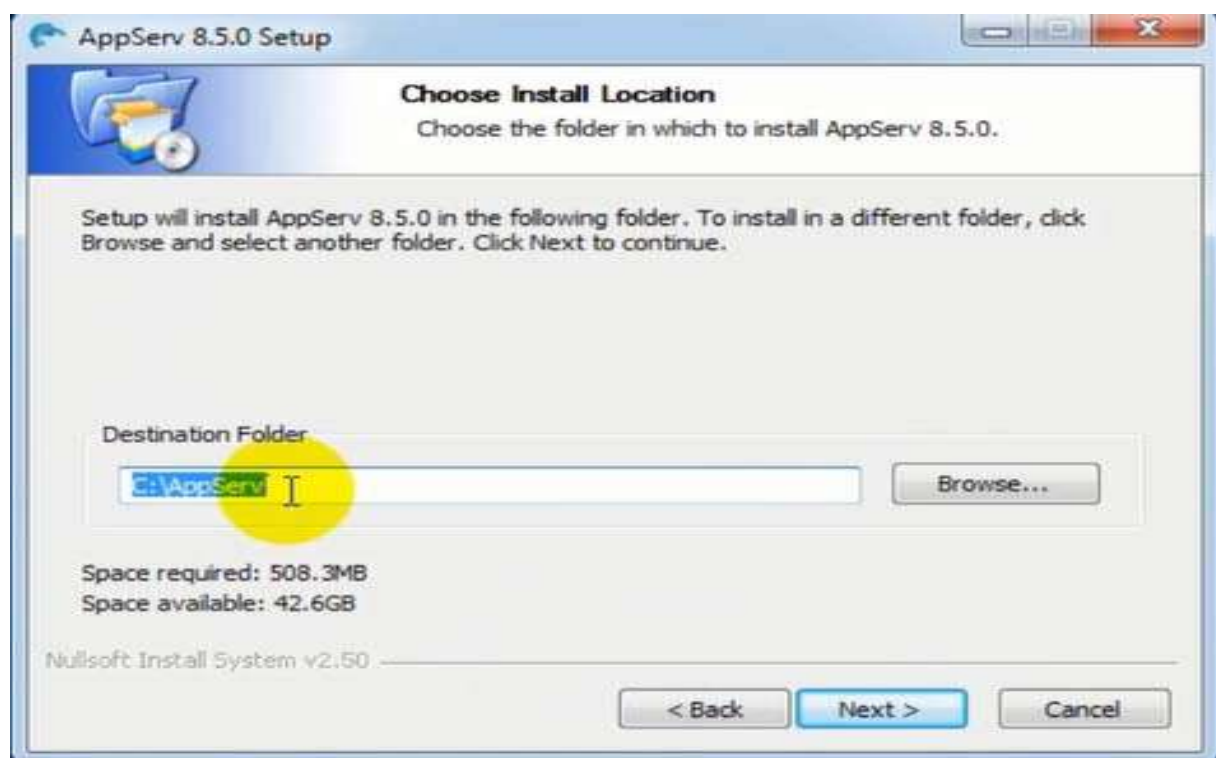 AppServ 8.5.0 Setup
Choose Install Location
Choose the folder in which to install AppServ 8.5.0.
Setup will install AppServ 8.5.0 in the following folder. To install in a different folder, click
Browse and select another folder. Click Next to continue.
Destination Folder
C:\AppServ
Browse...
Space required: 508.3MB
Space available: 42.6GB
Nullsoft Install System v2.50
< Back
Next >
Cancel